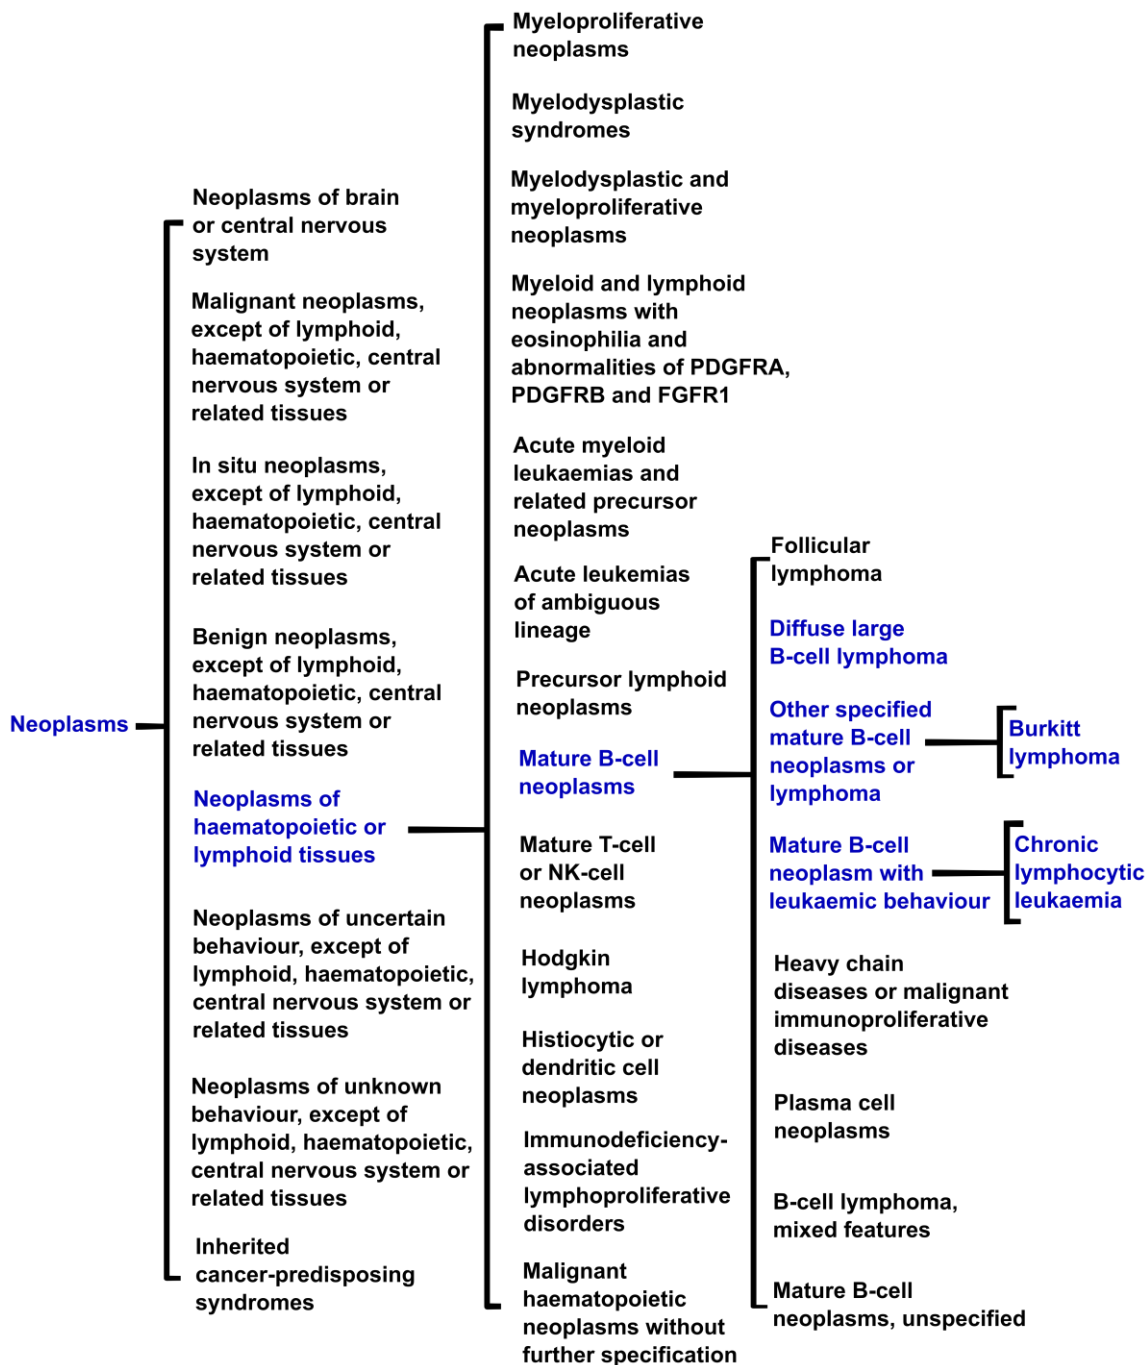 Neoplasms
Neoplasms of brain
or central nervous
system
Malignant neoplasms,
except of lymphoid,
haematopoietic, central
nervous system or
related tissues
In situ neoplasms,
except of lymphoid,
haematopoietic, central
nervous system or
related tissues
Benign neoplasms,
except of lymphoid,
haematopoietic, central
nervous system or
related tissues
Neoplasms of
haematopoietic or
lymphoid tissues
Neoplasms of uncertain
behaviour, except of
lymphoid, haematopoietic,
central nervous system or
related tissues
Neoplasms of unknown
behaviour, except of
lymphoid, haematopoietic,
central nervous system or
related tissues
Inherited
cancer-predisposing
syndromes
Myeloproliferative
neoplasms
Myelodysplastic
syndromes
Myelodysplastic and
myeloproliferative
neoplasms
Myeloid and lymphoid
neoplasms with
eosinophilia and
abnormalities of PDGFRA,
PDGFRB and FGFR1
Acute myeloid
leukaemias and
related precursor
neoplasms
Acute leukemias
of ambiguous
lineage
Precursor lymphoid
neoplasms
Mature B-cell
neoplasms
Mature T-cell
or NK-cell
neoplasms
Hodgkin
lymphoma
Histiocytic or
dendritic cell
neoplasms
Immunodeficiency-
associated
lymphoproliferative
disorders
Malignant
haematopoietic
neoplasms without
further specification
Follicular
lymphoma
Diffuse large
B-cell lymphoma
Other specified
mature B-cell
neoplasms or
lymphoma
Mature B-cell
neoplasm with
leukaemic behaviour
Heavy chain
diseases or malignant
immunoproliferative
diseases
Plasma cell
neoplasms
B-cell lymphoma,
mixed features
Mature B-cell
neoplasms, unspecified
Burkitt
lymphoma
Chronic
lymphocytic
leukaemia